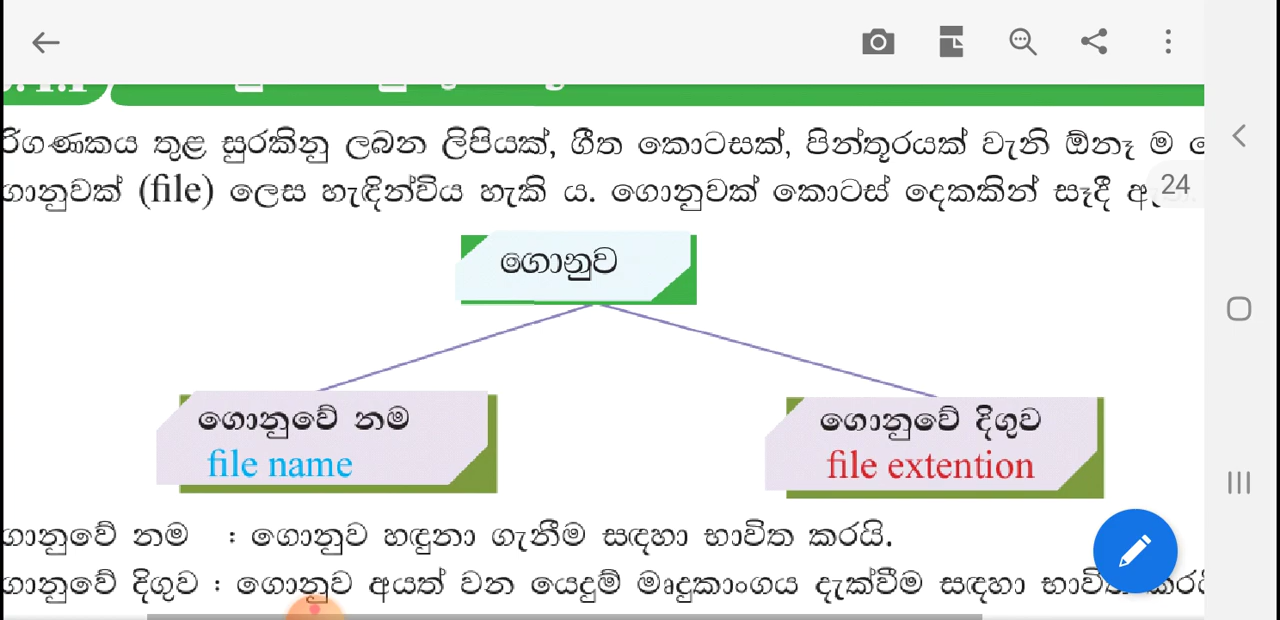 රිගණකය තුළ සුරකිනු ලබන ලිපියක්, ගීත කොටසක්, පින්තූරයක් වැනි ඕනෑ ම
ගොනුවක් (file) ලෙස හැඳින්විය හැකි ය. ගොනුවක් කොටස් දෙකකින් සෑදී
24
ගොනුව
ගොනුවේ නම
file name
ගොනුවේ දිගුව
file extention
ගොනුවේ නම : ගොනුව හඳුනා ගැනීම සඳහා භාවිත කරයි.
ගොනුවේ දිගුව : ගොනුව අයත් වන යෙදුම් මෘදුකාංගය දැක්වීම සඳහා